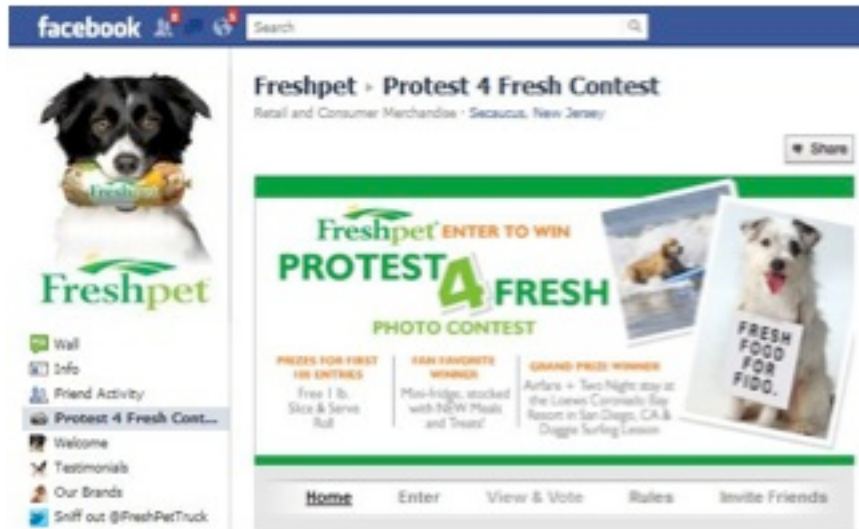 facebook
Search
Freshpet ▸ Protest 4 Fresh Contest
Retail and Consumer Merchandise · Secaucus, New Jersey
Share
Freshpet
Freshpet
Wall
Info
Friend Activity
Protest 4 Fresh Cont...
Welcome
Testimonials
Our Brands
Sniff out @FreshPetTruck
Freshpet ENTER TO WIN
PROTEST 4 FRESH
PHOTO CONTEST
PRIZES FOR FIRST
100 ENTRIES
Free 1 lb.
Slice & Serve
Roll
FAN FAVORITE
WINNER
Mini-fridge, stocked
with NEW Meals
and Treats!
GRAND PRIZE WINNER
Airfare + Two Night stay at
the Loews Coronado Bay
Resort in San Diego, CA &
Doggie Surfing Lesson
FRESH
FOOD
FOR
FIDO.
Home Enter View & Vote Rules Invite Friends